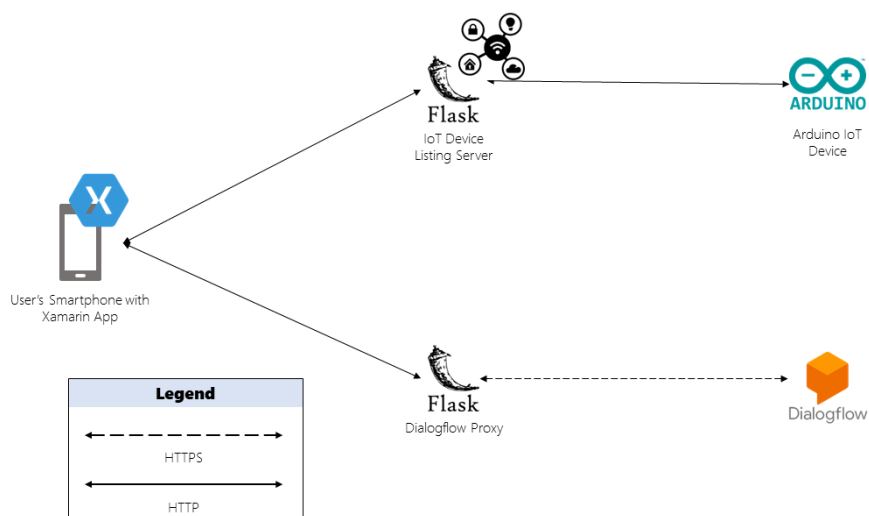 Flask
IoT Device
Listing Server
ARDUINO
Arduino IoT
Device
X
User's Smartphone with
Xamarin App
Flask
Dialogflow Proxy
Dialogflow
Legend
HTTPS
HTTP